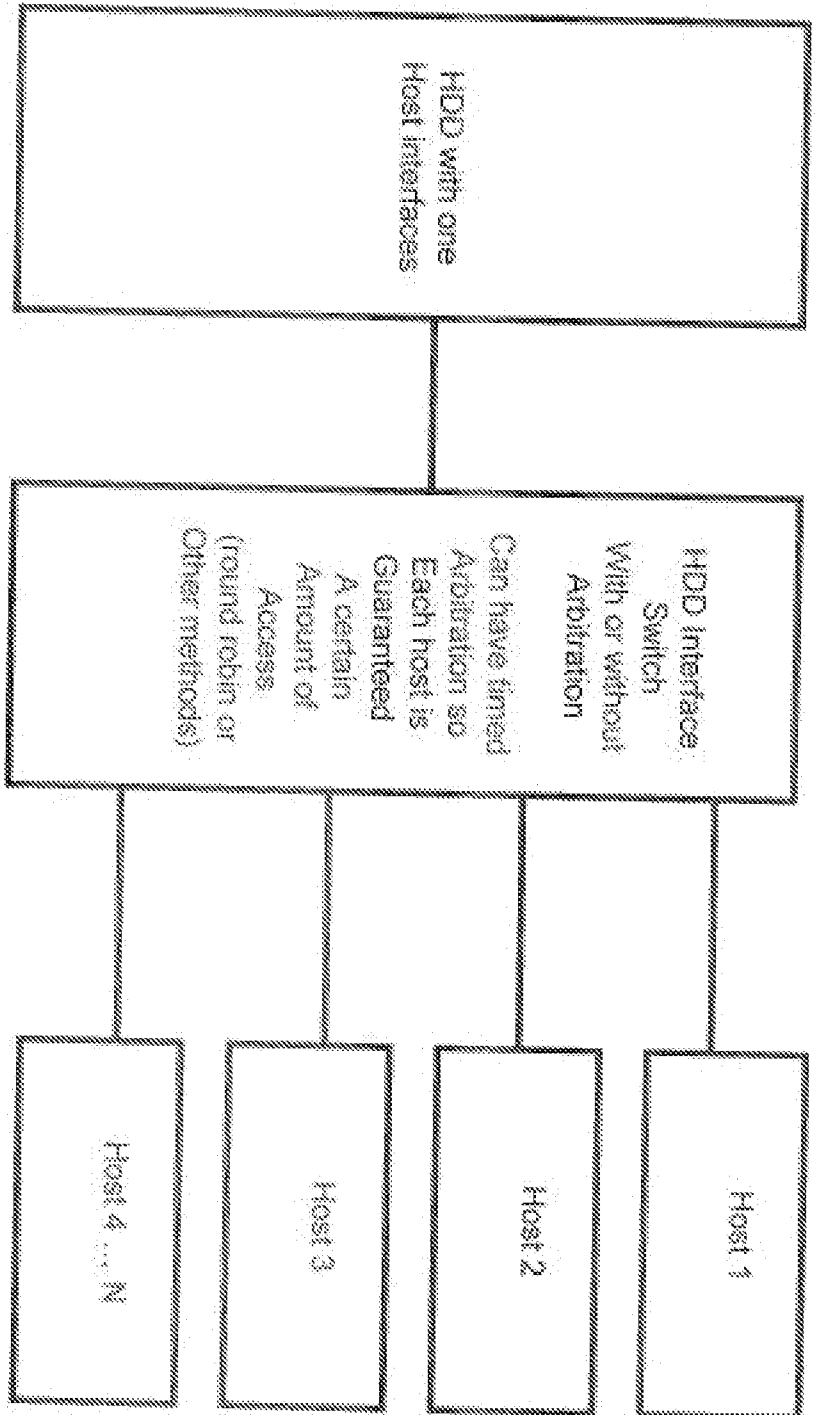 HDD with one
Host interfaces
HDD Interface
Switch
With or without
Arbitration
Can have timed
Arbitration so
Each host is
Guaranteed
A certain
Amount of
Access
(round robin or
Other methods)
Host 1
Host 2
Host 3
Host 4 ... N